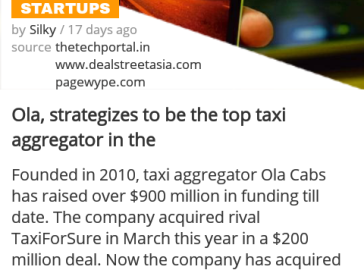 STARTUPS
by Silky / 17 days ago
source thetechportal.in
www.dealstreetasia.com
pagewype.com
Ola, strategizes to be the top taxi
aggregator in the
Founded in 2010, taxi aggregator Ola Cabs
has raised over $900 million in funding till
date. The company acquired rival
TaxiForSure in March this year in a $200
million deal. Now the company has acquired